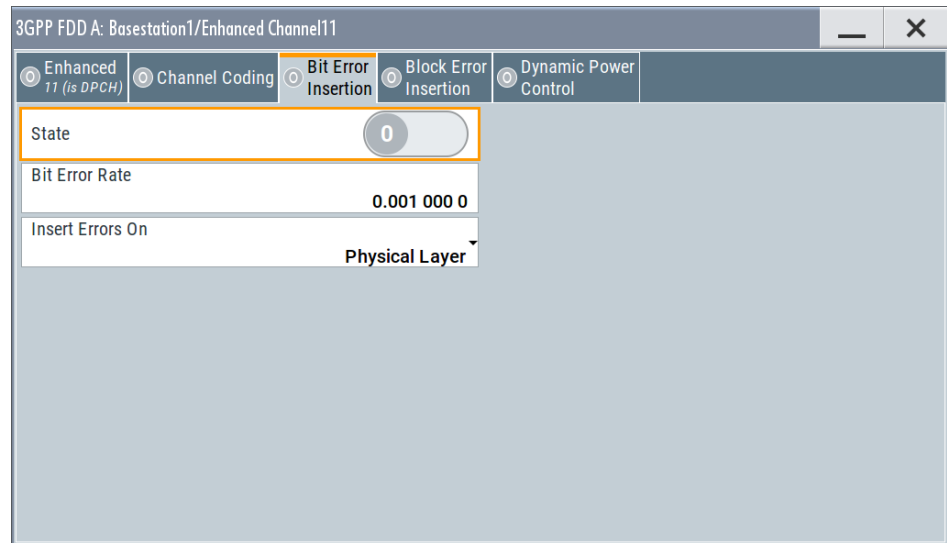 3GPP FDD A: Basestation1/Enhanced Channel11
Enhanced
11 (is DPCH)
Channel Coding
Bit Error
Insertion
Block Error
Insertion
Dynamic Power
Control
State
0
Bit Error Rate
0.001 000 0
Insert Errors On
Physical Layer